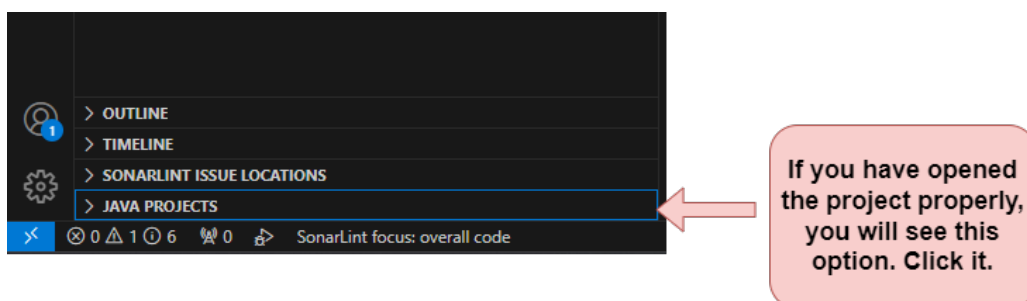 OUTLINE
TIMELINE
SONARLINT ISSUE LOCATIONS
JAVA PROJECTS
0 1 6 0 SonarLint focus: overall code
1
If you have opened
the project properly,
you will see this
option. Click it.